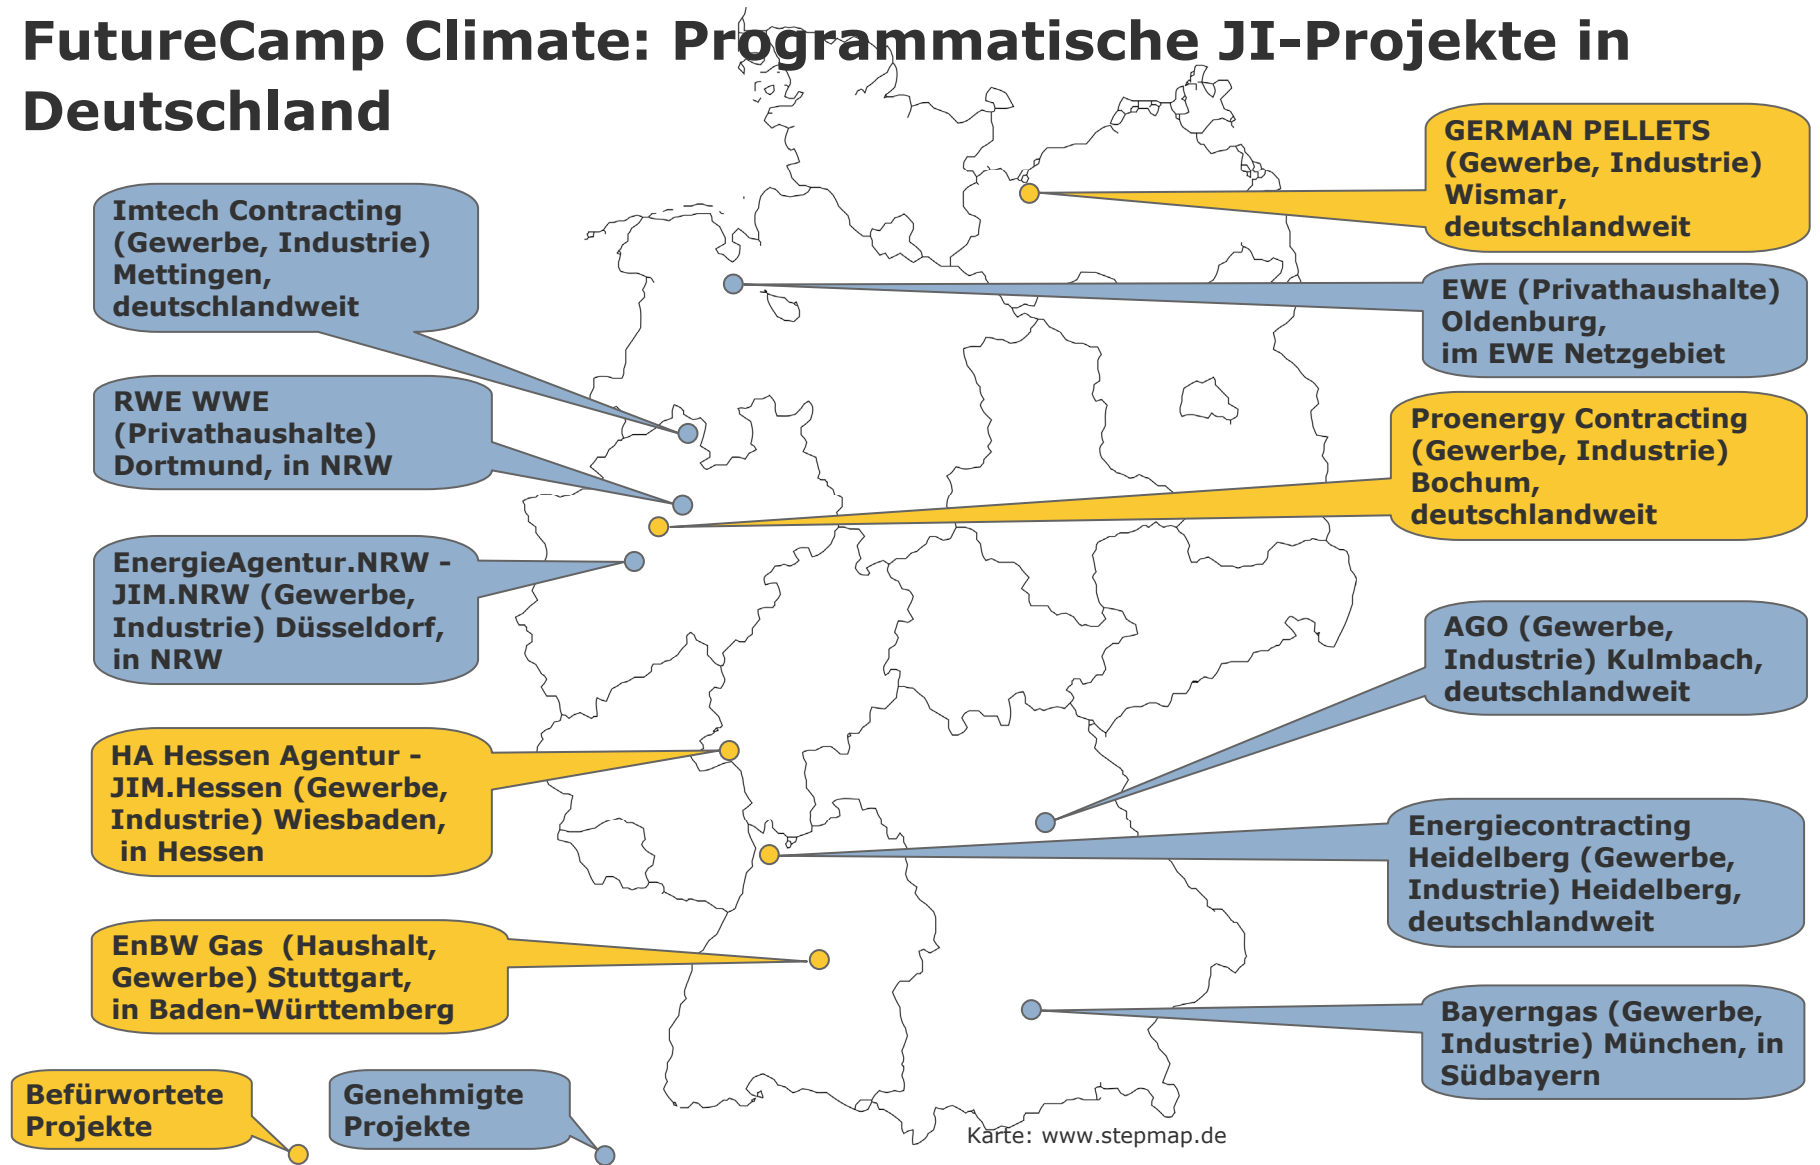 FutureCamp Climate: Programmatische JI-Projekte in
Deutschland
Imtech Contracting
(Gewerbe, Industrie)
Mettingen,
deutschlandweit
RWE WWE
(Privathaushalte)
Dortmund, in NRW
EnergieAgentur.NRW -
JIM.NRW (Gewerbe,
Industrie) Düsseldorf,
in NRW
HA Hessen Agentur -
JIM.Hessen (Gewerbe,
Industrie) Wiesbaden,
in Hessen
EnBW Gas  (Haushalt,
Gewerbe) Stuttgart,
in Baden-Württemberg
GERMAN PELLETS
(Gewerbe, Industrie)
Wismar,
deutschlandweit
EWE (Privathaushalte)
Oldenburg,
im EWE Netzgebiet
Proenergy Contracting
(Gewerbe, Industrie)
Bochum,
deutschlandweit
AGO (Gewerbe,
Industrie) Kulmbach,
deutschlandweit
Energiecontracting
Heidelberg (Gewerbe,
Industrie) Heidelberg,
deutschlandweit
Bayerngas (Gewerbe,
Industrie) München, in
Südbayern
Befürwortete
Projekte
Genehmigte
Projekte
Karte: www.stepmap.de